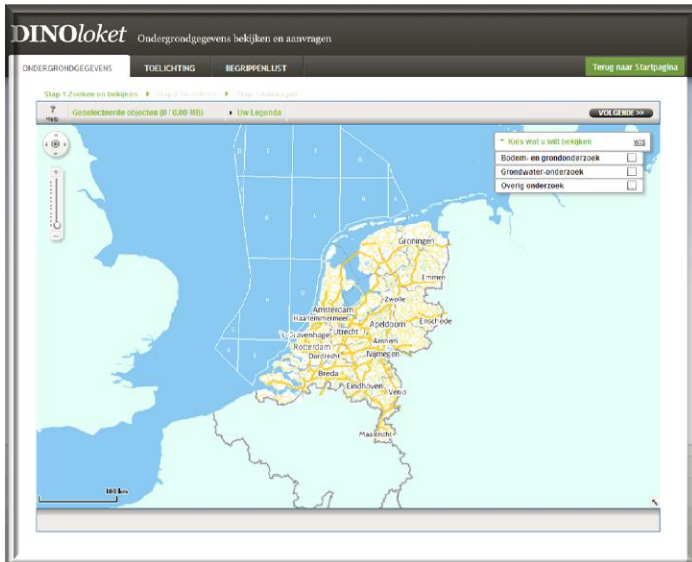 DINOloket Ondergrondgegevens bekijken en aanvragen
ONDERGRONDGEGEVENS TOELICHTING BEGRIPPENLIJST Terug naar Startpagina
Stap 1:Zoeken en bekijken
? Help Geselecteerde objecten (0 / 0.00 MB) Uw Legenda VOLGENDE >>
Kies wat u wilt bekijken wis
Bodem- en grondonderzoek
Grondwater-onderzoek
Overig onderzoek
Groningen
Emmen
Zwolle
Amsterdam
Haarlemmermeer
Enschede
Apeldoorn
's-Gravenhage Utrecht
Arnhem
Rotterdam
Dordrecht Nijmegen
Breda
Eindhoven
Venlo
Maastricht
100 km